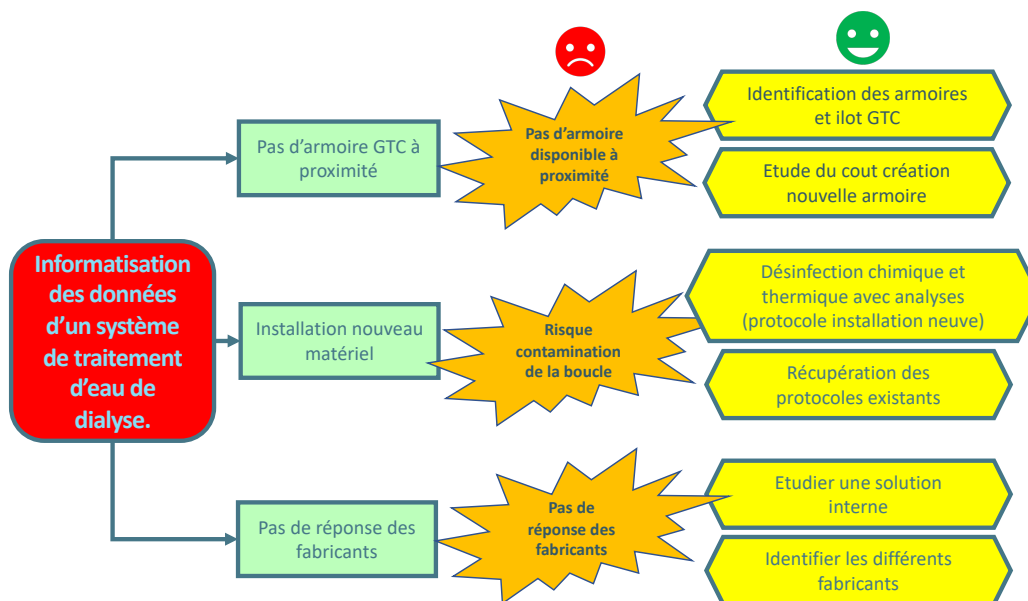 Informatisation
des données
d'un système
de traitement
d'eau de
dialyse.
Pas d'armoire GTC à
proximité
Pas d'armoire
disponible à
proximité
Identification des armoires
et ilot GTC
Etude du cout création
nouvelle armoire
Installation nouveau
matériel
Risque
contamination
de la boucle
Désinfection chimique et
thermique avec analyses
(protocole installation neuve)
Récupération des
protocoles existants
Pas de réponse des
fabricants
Pas de
réponse des
fabricants
Etudier une solution
interne
Identifier les différents
fabricants